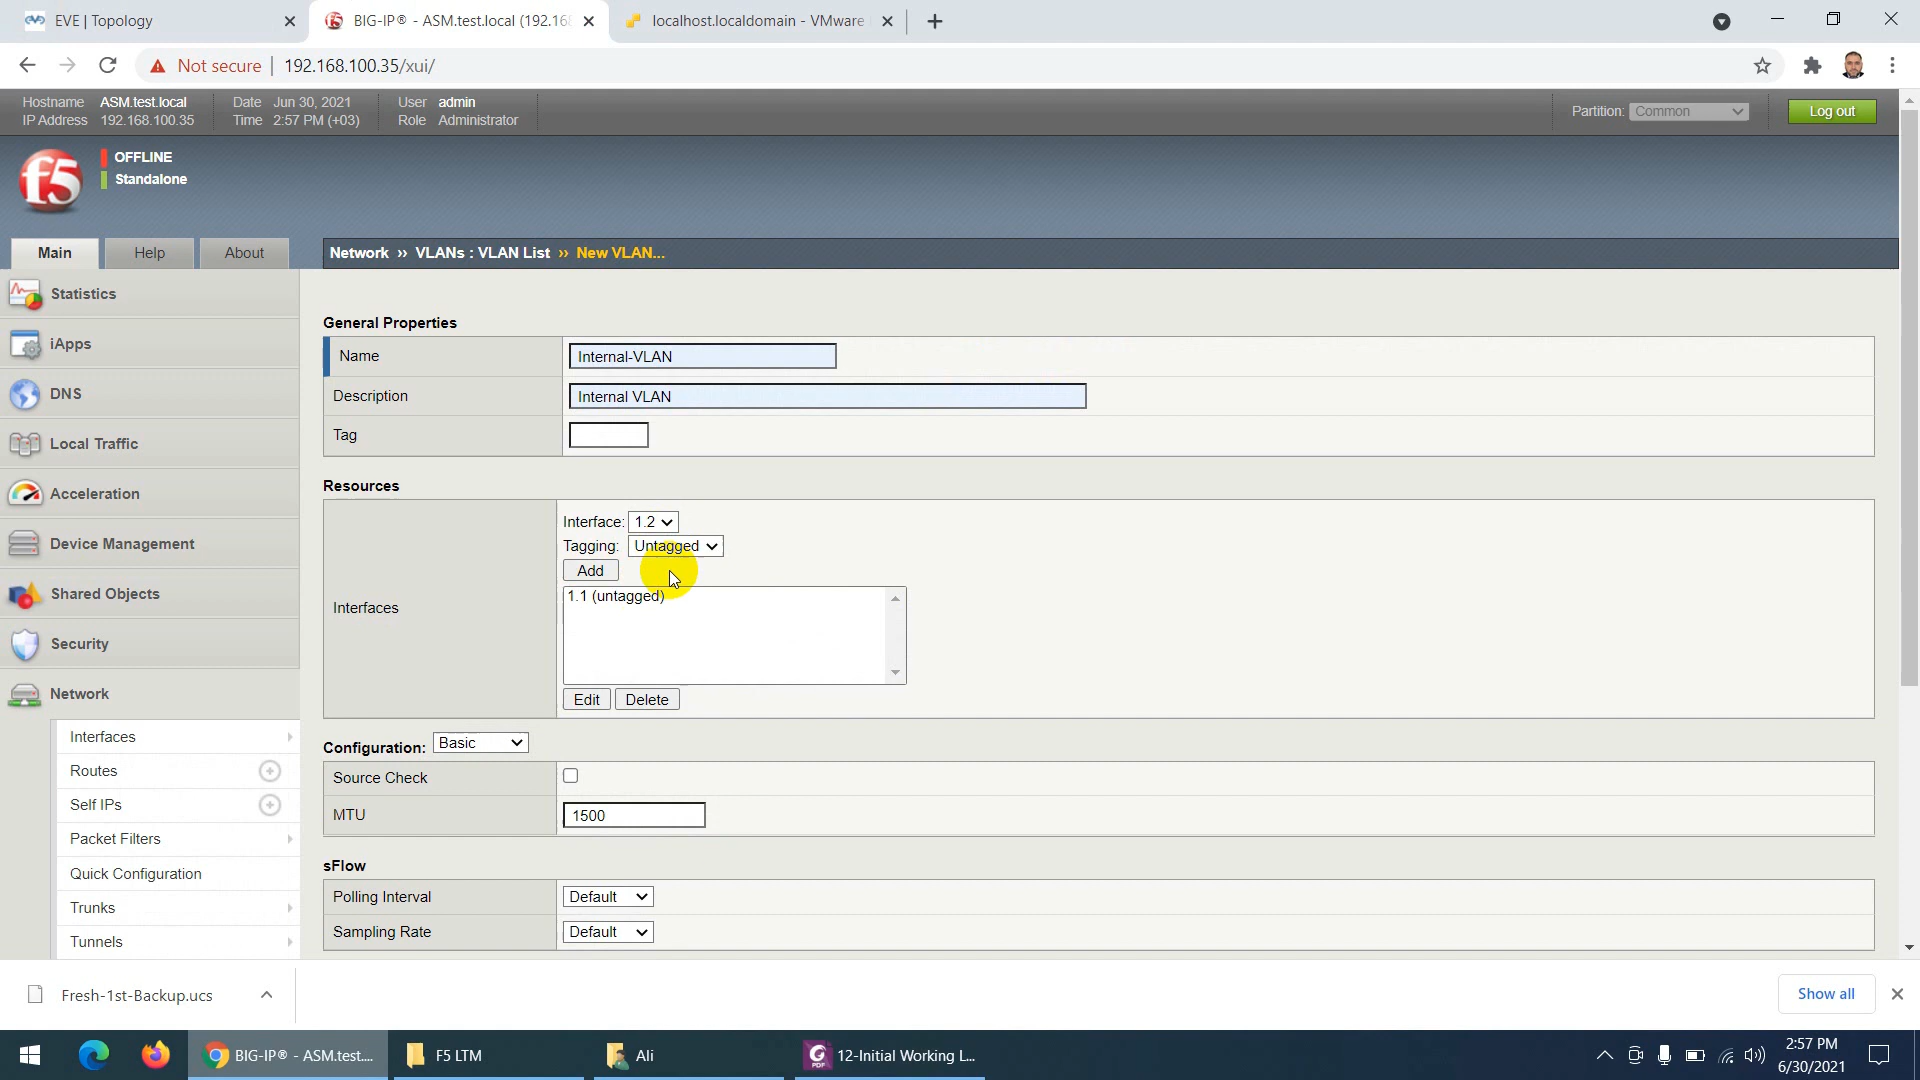 EVE | Topology
BIG-IP® - ASM.test.local (192.168
localhost.localdomain - VMware
Not secure
192.168.100.35/xui/
Hostname ASM.test.local
IP Address 192.168.100.35
Date Jun 30, 2021
Time 2:57 PM (+03)
User admin
Role Administrator
Partition: Common
Log out
f5
OFFLINE
Standalone
Main
Help
About
Network ›› VLANs : VLAN List ›› New VLAN...
Statistics
iApps
DNS
Local Traffic
Acceleration
Device Management
Shared Objects
Security
Network
Interfaces
Routes
Self IPs
Packet Filters
Quick Configuration
Trunks
Tunnels
General Properties
Name Internal-VLAN
Description Internal VLAN
Tag
Resources
Interfaces
Interface: 1.2
Tagging: Untagged
Add
1.1 (untagged)
Edit Delete
Configuration: Basic
Source Check
MTU 1500
sFlow
Polling Interval Default
Sampling Rate Default
Fresh-1st-Backup.ucs
Show all
BIG-IP® - ASM.test....
F5 LTM
Ali
PDF
12-Initial Working L...
2:57 PM
6/30/2021